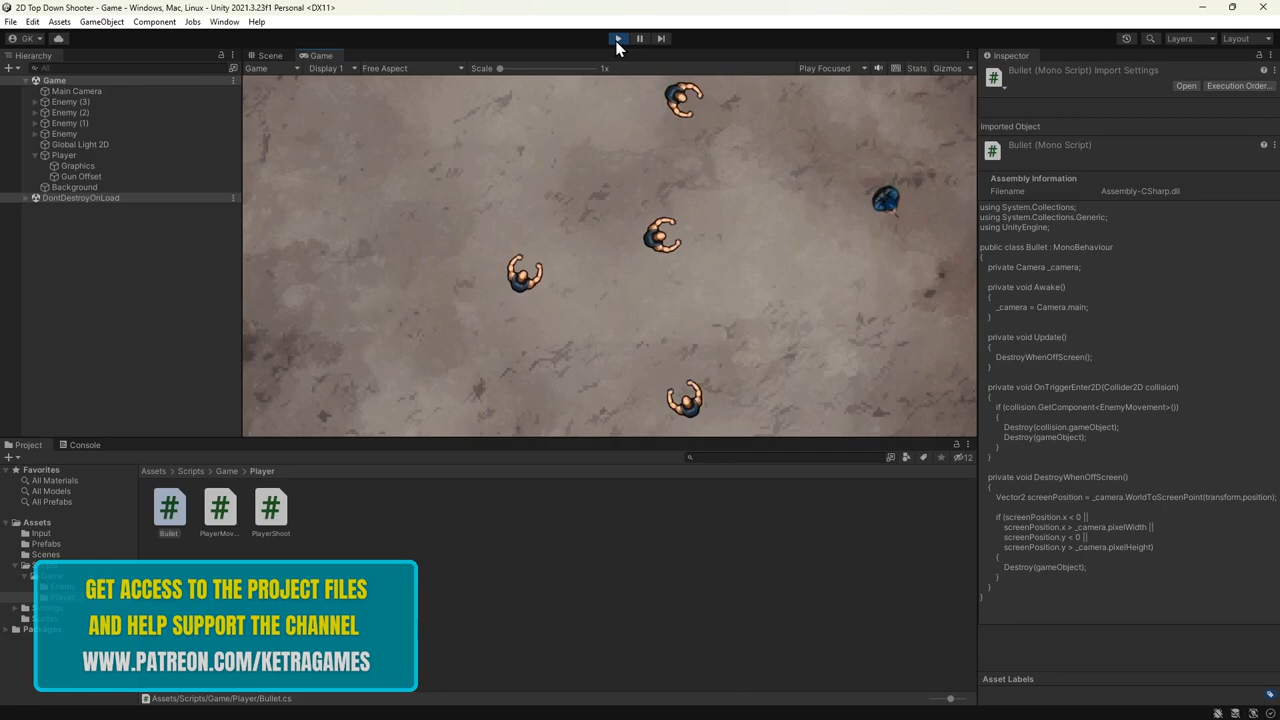 2D Top Down Shooter - Game - Windows, Mac, Linux - Unity 2021.3.23f1 Personal <DX11>
File Edit Assets GameObject Component Jobs Window Help
GK Layers Layout
Hierarchy Scene Game Inspector
All Game Display 1 Free Aspect Scale 1x Play Focused Stats Gizmos
Bullet (Mono Script) Import Settings
Open Execution Order...
Game
Main Camera
Enemy (3)
Enemy (2)
Enemy (1)
Enemy
Global Light 2D
Player
Graphics
Gun Offset
Background
DontDestroyOnLoad
Imported Object
Bullet (Mono Script)
Assembly Information
Filename Assembly-CSharp.dll
using System.Collections;
using System.Collections.Generic;
using UnityEngine;
public class Bullet : MonoBehaviour
{
private Camera _camera;
private void Awake()
{
_camera = Camera.main;
}
private void Update()
{
DestroyWhenOffScreen();
}
private void OnTriggerEnter2D(Collider2D collision)
{
if (collision.GetComponent<EnemyMovement>())
{
Destroy(collision.gameObject);
Destroy(gameObject);
}
}
private void DestroyWhenOffScreen()
{
Vector2 screenPosition = _camera.WorldToScreenPoint(transform.position);
if (screenPosition.x < 0 ||
screenPosition.x > _camera.pixelWidth ||
screenPosition.y < 0 ||
screenPosition.y > _camera.pixelHeight)
{
Destroy(gameObject);
}
}
}
Asset Labels
Project Console
12
Favorites
All Materials
All Models
All Prefabs
Assets
Input
Prefabs
Scenes
Assets > Scripts > Game > Player
Bullet PlayerMov... PlayerShoot
GET ACCESS TO THE PROJECT FILES
AND HELP SUPPORT THE CHANNEL
WWW.PATREON.COM/KETRAGAMES
Assets/Scripts/Game/Player/Bullet.cs